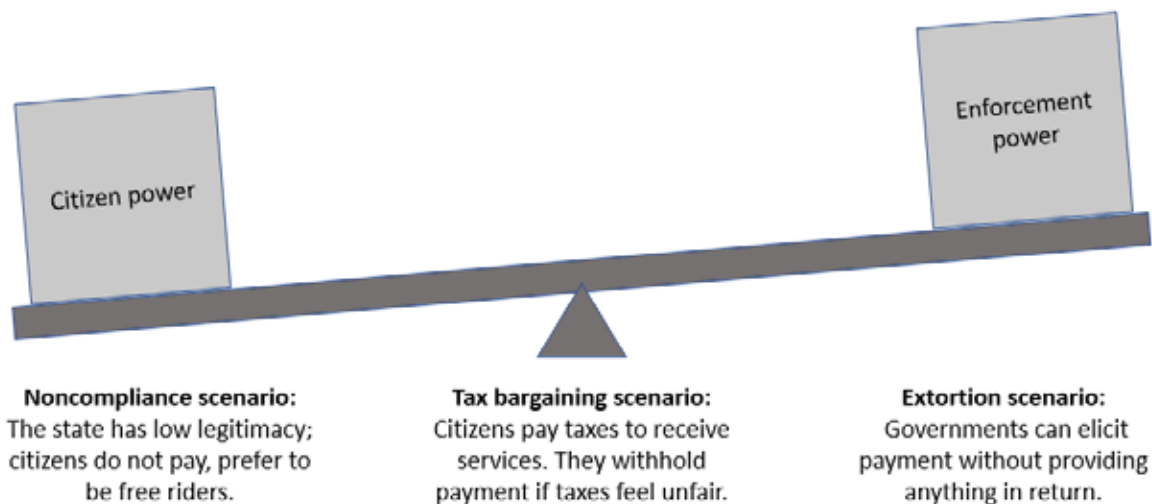 Enforcement
power
Citizen power
Noncompliance scenario:
The state has low legitimacy;
citizens do not pay, prefer to
be free riders.
Tax bargaining scenario:
Citizens pay taxes to receive
services. They withhold
payment if taxes feel unfair.
Extortion scenario:
Governments can elicit
payment without providing
anything in return.